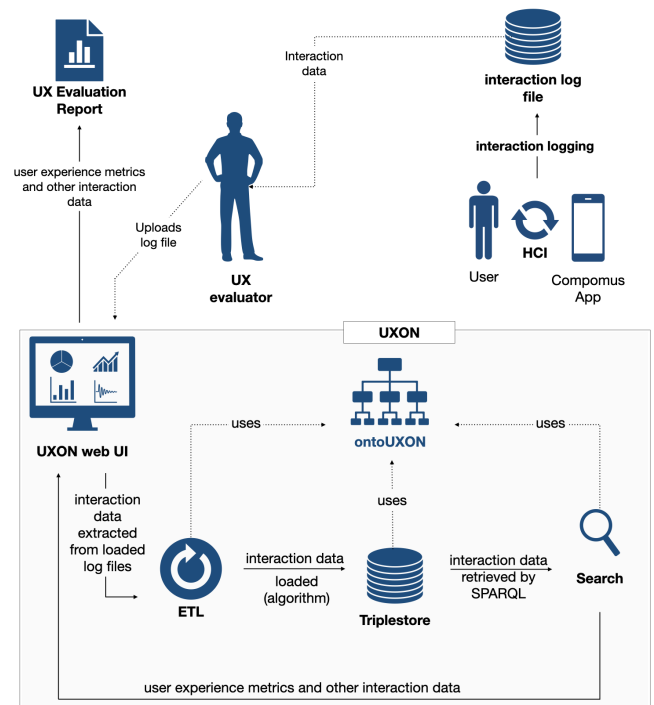 UX Evaluation
Report
Interaction
data
interaction log
file
interaction logging
user experience metrics
and other interaction
data
Uploads
log file
UX
evaluator
User
HCI
Compomus
App
UXON
UXON web UI
ontoUXON
uses
uses
uses
interaction
data
extracted
from loaded
log files
ETL
interaction data
loaded
(algorithm)
Triplestore
interaction data
retrieved by
SPARQL
Search
user experience metrics and other interaction data